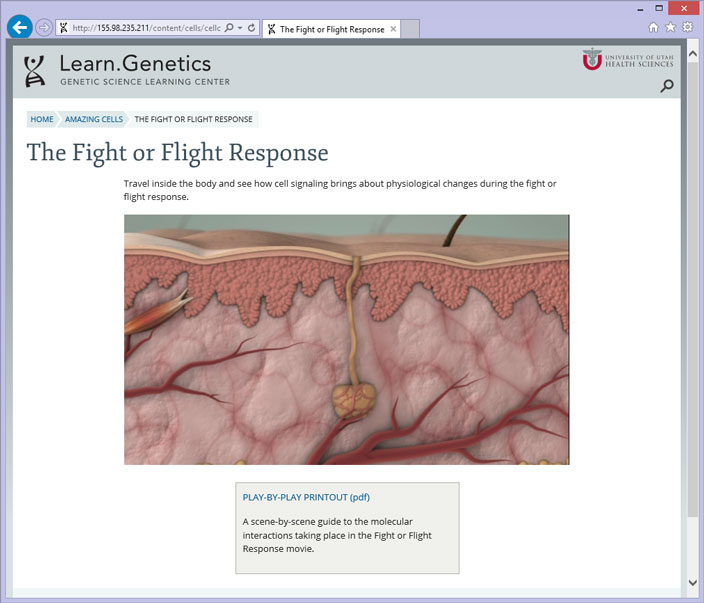 http://155.98.235.211/content/cells/cellc
The Fight or Flight Response
Learn.Genetics
GENETIC SCIENCE LEARNING CENTER
UNIVERSITY OF UTAH
HEALTH SCIENCES
HOME AMAZING CELLS THE FIGHT OR FLIGHT RESPONSE
The Fight or Flight Response
Travel inside the body and see how cell signaling brings about physiological changes during the fight or
flight response.
PLAY-BY-PLAY PRINTOUT (pdf)
A scene-by-scene guide to the molecular
interactions taking place in the Fight or Flight
Response movie.